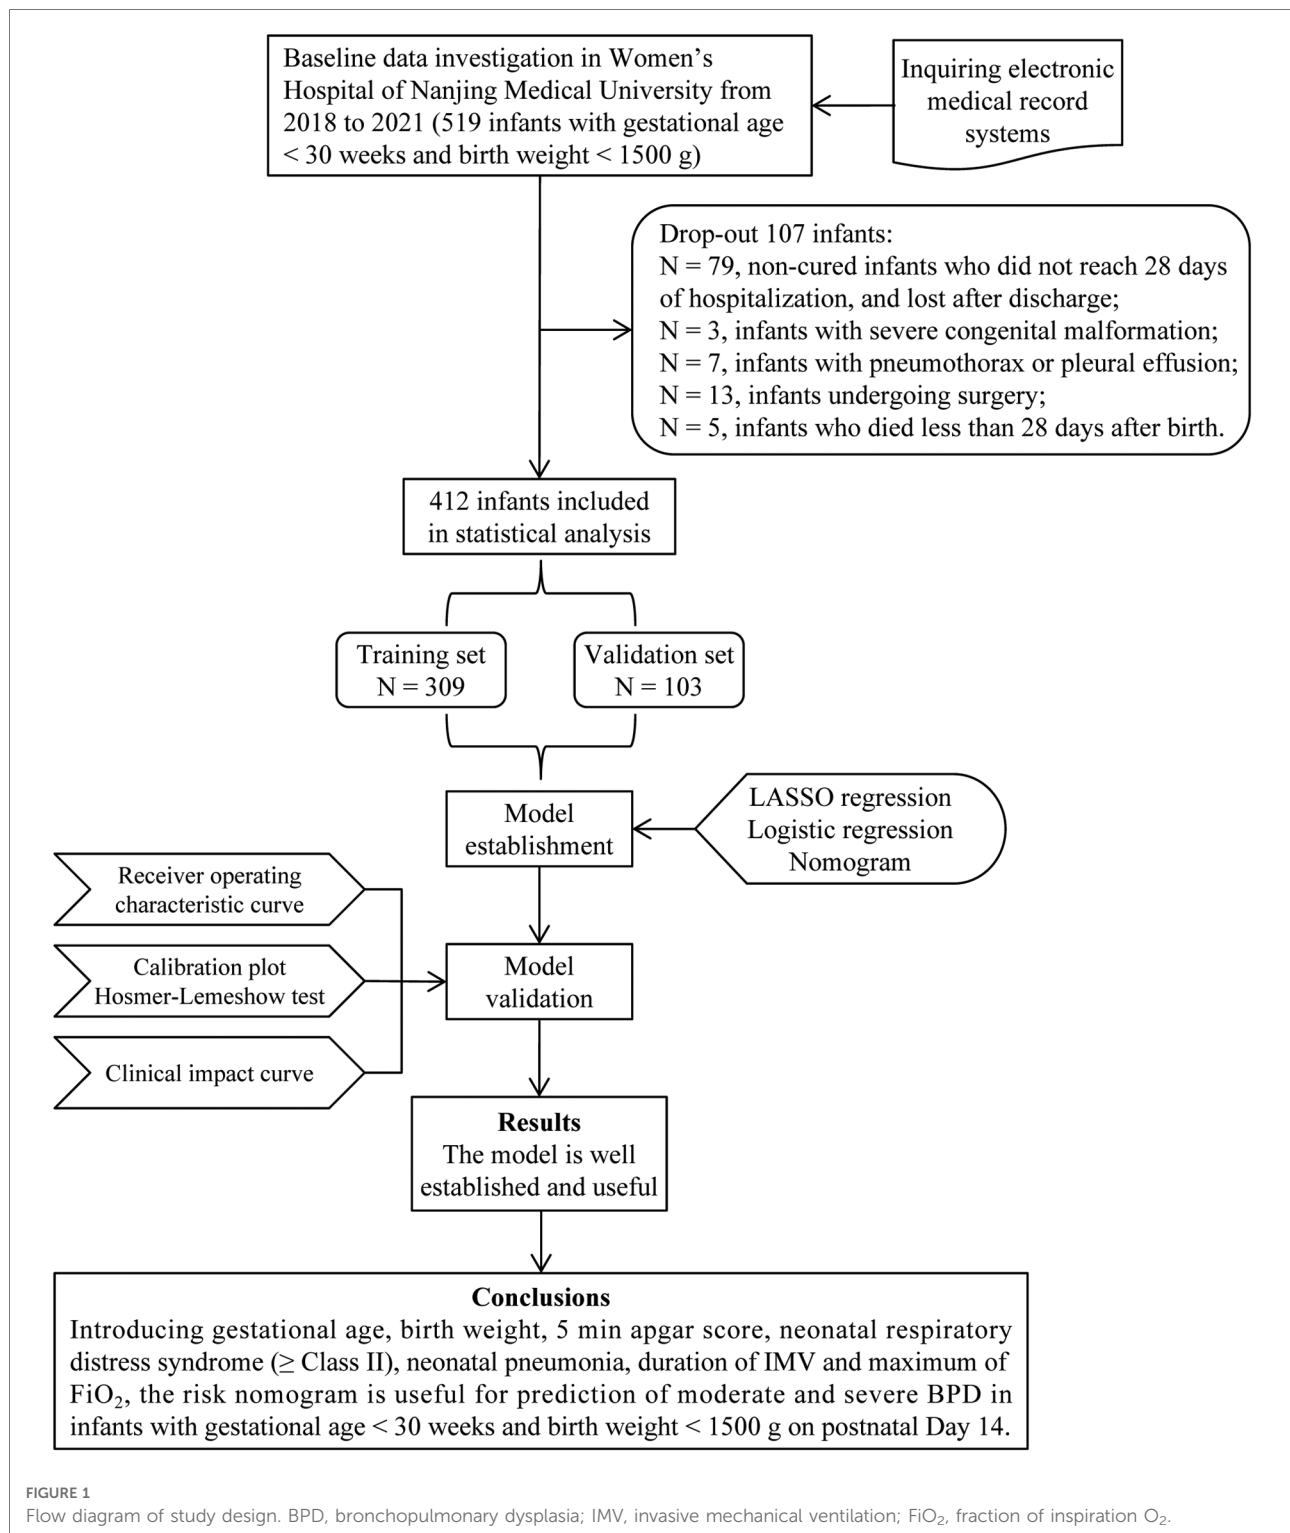 Baseline data investigation in Women's
Hospital of Nanjing Medical University from
2018 to 2021 (519 infants with gestational age
< 30 weeks and birth weight < 1500 g)
Inquiring electronic
medical record
systems
Drop-out 107 infants:
N = 79, non-cured infants who did not reach 28 days
of hospitalization, and lost after discharge;
N = 3, infants with severe congenital malformation;
N = 7, infants with pneumothorax or pleural effusion;
N = 13, infants undergoing surgery;
N = 5, infants who died less than 28 days after birth.
412 infants included
in statistical analysis
Training set
N = 309
Validation set
N = 103
Model
establishment
LASSO regression
Logistic regression
Nomogram
Receiver operating
characteristic curve
Calibration plot
Hosmer-Lemeshow test
Clinical impact curve
Model
validation
Results
The model is well
established and useful
Conclusions
Introducing gestational age, birth weight, 5 min apgar score, neonatal respiratory
distress syndrome (≥ Class II), neonatal pneumonia, duration of IMV and maximum of
FiO₂, the risk nomogram is useful for prediction of moderate and severe BPD in
infants with gestational age < 30 weeks and birth weight < 1500 g on postnatal Day 14.
FIGURE 1
Flow diagram of study design. BPD, bronchopulmonary dysplasia; IMV, invasive mechanical ventilation; FiO₂, fraction of inspiration O₂.